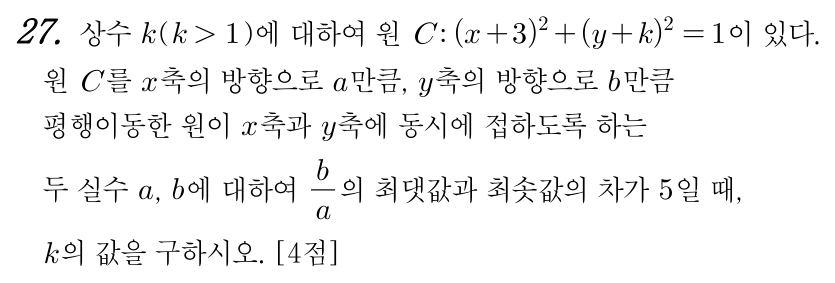 27. 상수 k(k > 1)에 대하여 원 C: (x+3)² + (y+k)² = 1이 있다.
원 C를 x축의 방향으로 a만큼, y축의 방향으로 b만큼
평행이동한 원이 x축과 y축에 동시에 접하도록 하는
두 실수 a, b에 대하여 b/a의 최댓값과 최솟값의 차가 5일 때,
k의 값을 구하시오. [4점]